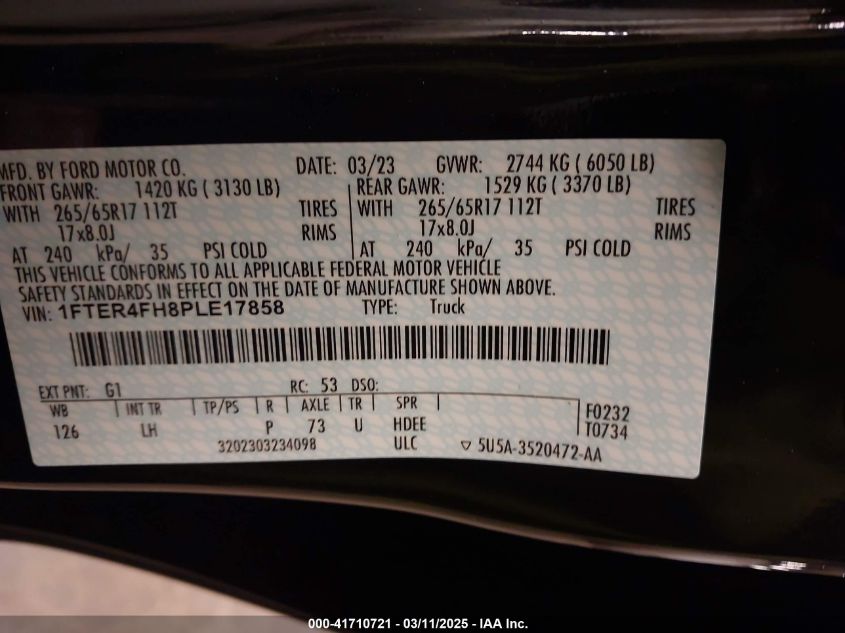 MFD. BY FORD MOTOR CO. DATE: 03/23 GVWR: 2744 KG ( 6050 LB)
FRONT GAWR: 1420 KG ( 3130 LB) REAR GAWR: 1529 KG ( 3370 LB)
WITH 265/65R17 112T TIRES WITH 265/65R17 112T TIRES
17x8.0J RIMS 17x8.0J RIMS
AT 240 kPa/ 35 PSI COLD AT 240 kPa/ 35 PSI COLD
THIS VEHICLE CONFORMS TO ALL APPLICABLE FEDERAL MOTOR VEHICLE
SAFETY STANDARDS IN EFFECT ON THE DATE OF MANUFACTURE SHOWN ABOVE.
VIN: 1FTER4FH8PLE17858 TYPE: Truck
EXT PNT: G1 RC: 53 DSO:
WB INT TR TP/PS R AXLE TR SPR
126 LH P 73 U HDEE
F0232
T0734
3202303234098 ULC 5U5A-3520472-AA
000-41710721 - 03/11/2025 - IAA Inc.